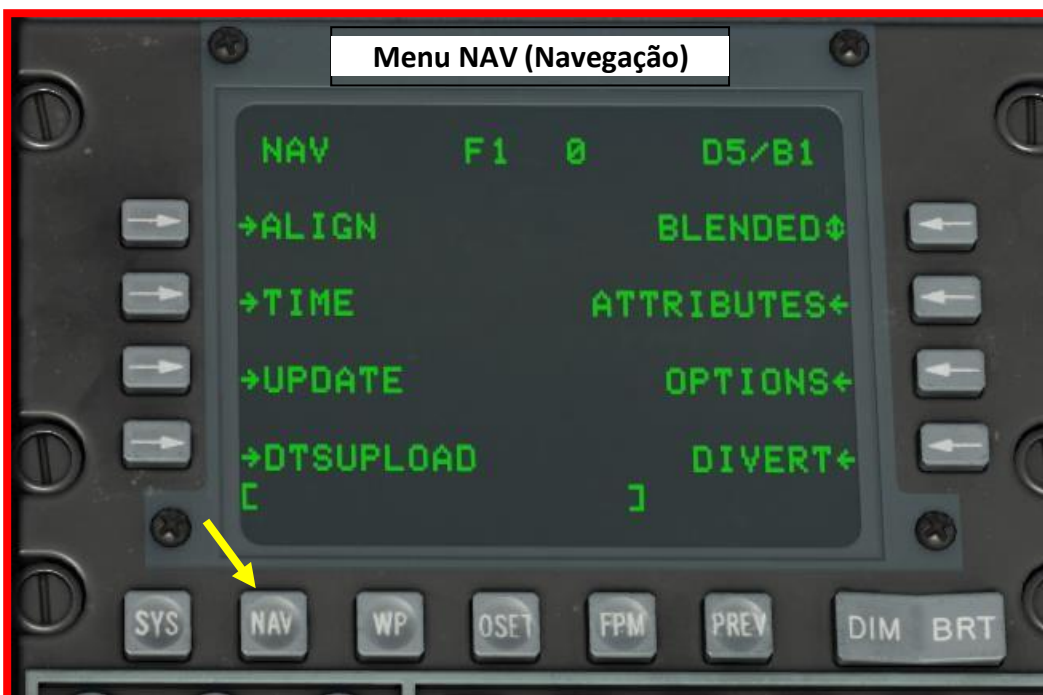 Menu NAV (Navegação)
NAV F1 0 D5/B1
→ALIGN BLENDED↕
→TIME ATTRIBUTES←
→UPDATE OPTIONS←
→DTSUPLOAD DIVERT←
[ ]
SYS NAV WP OSET FPM PREV DIM BRT